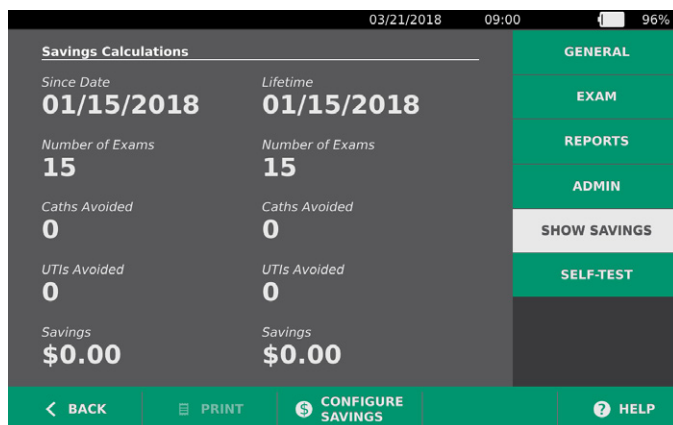 03/21/2018 09:00 96%
Savings Calculations
Since Date Lifetime
01/15/2018 01/15/2018
Number of Exams Number of Exams
15 15
Caths Avoided Caths Avoided
0 0
UTIs Avoided UTIs Avoided
0 0
Savings Savings
$0.00 $0.00
GENERAL
EXAM
REPORTS
ADMIN
SHOW SAVINGS
SELF-TEST
BACK PRINT $ CONFIGURE
SAVINGS
? HELP